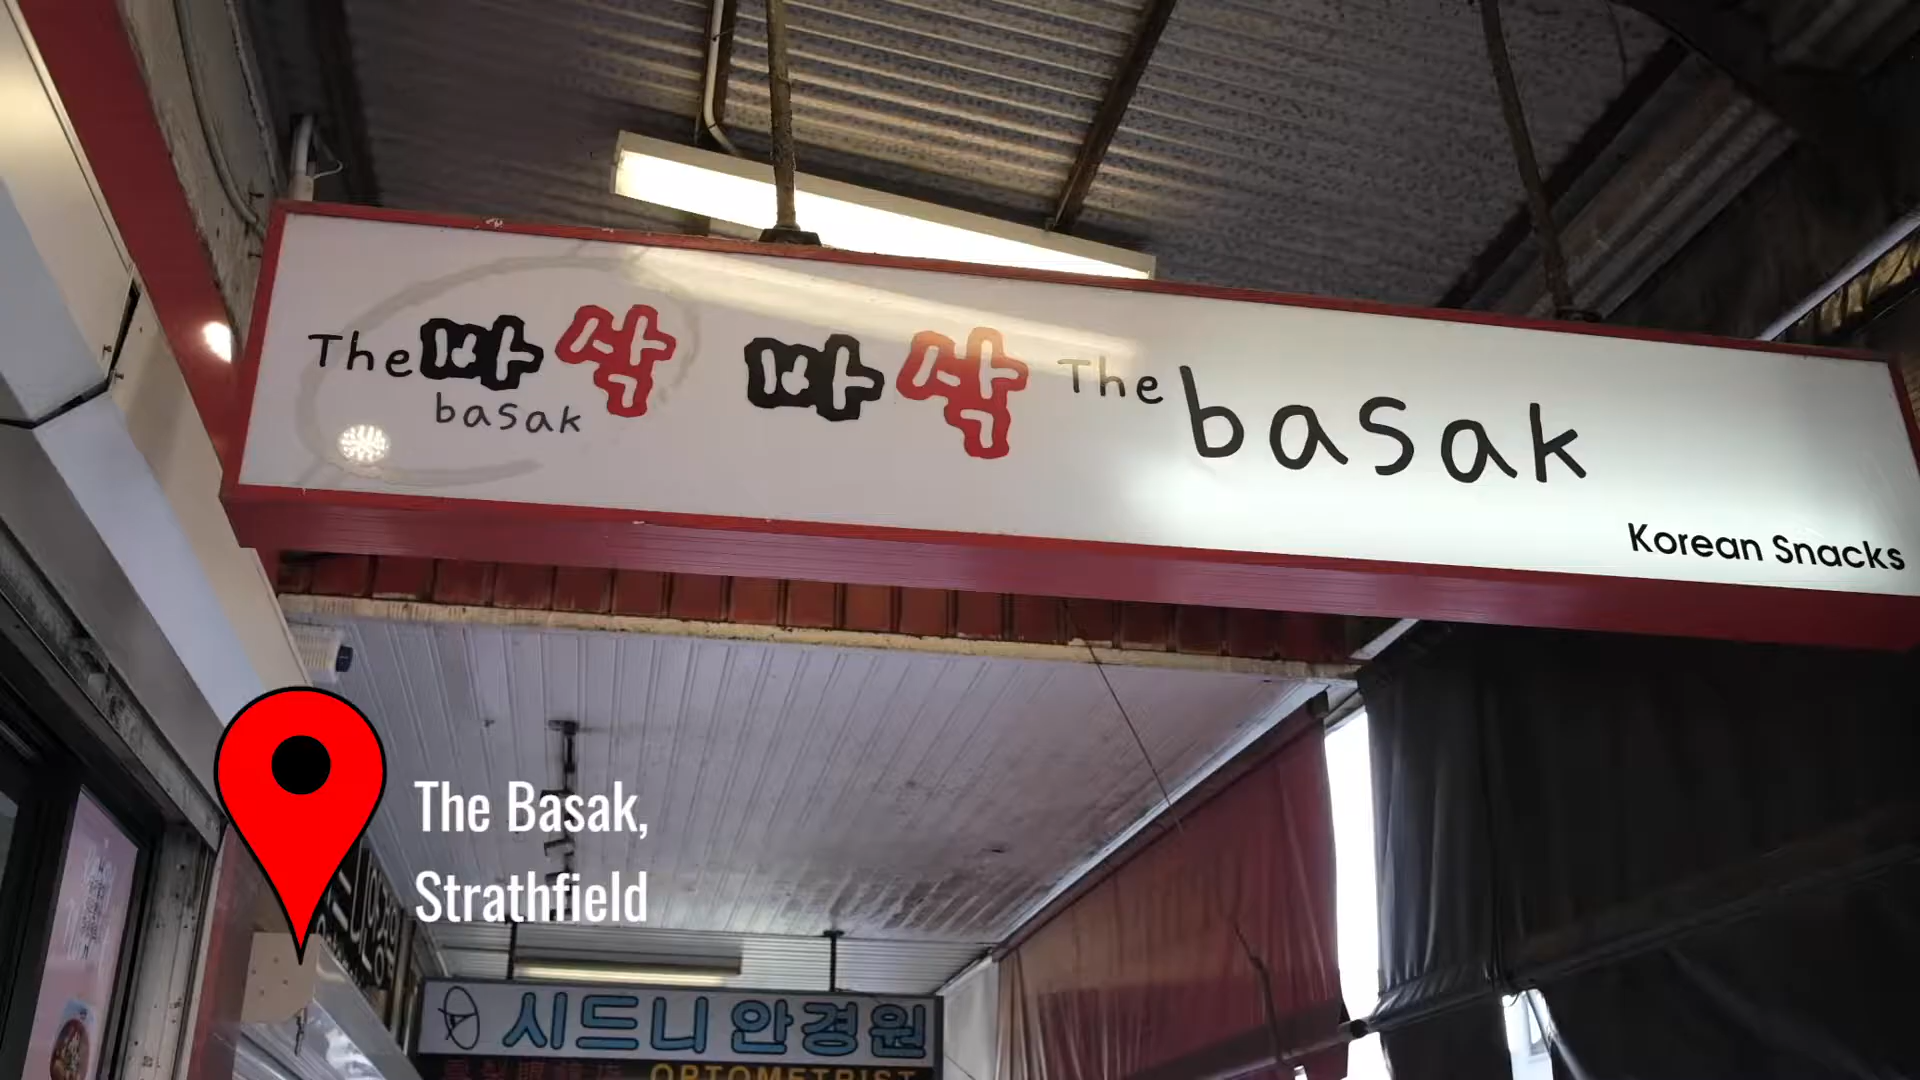 The 바삭
basak
바삭 The basak
Korean Snacks
The Basak,
Strathfield
시드니 안경원
OPTOMETRIST